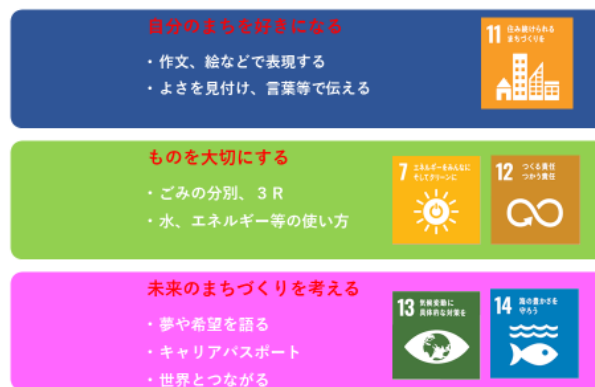 自分のまちを好きになる
・作文、絵などで表現する
・よさを見付け、言葉等で伝える
11 住み続けられる
まちづくりを
ものを大切にする
・ごみの分別、３Ｒ
・水、エネルギー等の使い方
7 エネルギーをみんなに
そしてクリーンに
12 つくる責任
つかう責任
未来のまちづくりを考える
・夢や希望を語る
・キャリアパスポート
・世界とつながる
13 気候変動に
具体的な対策を
14 海の豊かさを
守ろう